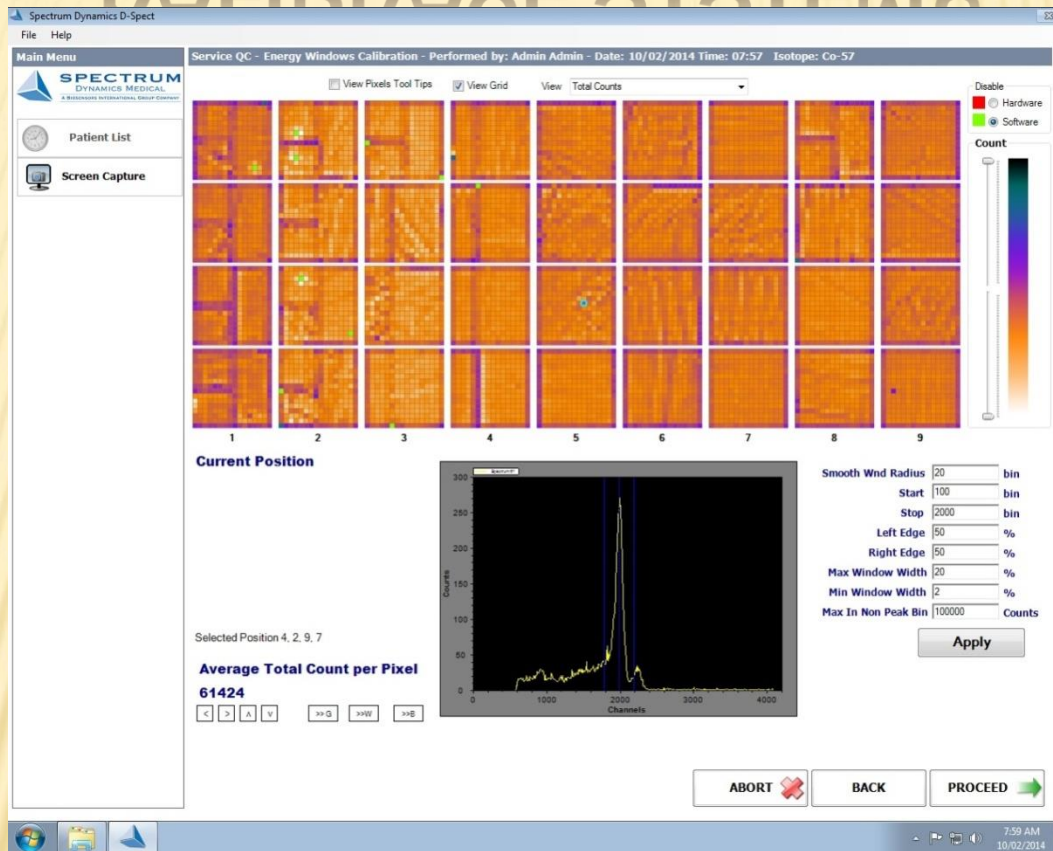 Spectrum Dynamics D-Spect
File Help
Main Menu
SPECTRUM
DYNAMICS MEDICAL
A BIOSENSORS INTERNATIONAL GROUP COMPANY
Patient List
Screen Capture
Service QC - Energy Windows Calibration - Performed by: Admin Admin - Date: 10/02/2014 Time: 07:57 Isotope: Co-57
View Pixels Tool Tips View Grid View Total Counts
Disable
Hardware
Software
Count
1 2 3 4 5 6 7 8 9
Current Position
Selected Position 4, 2, 9, 7
Average Total Count per Pixel
61424
< > ʌ v >>G >>W >>B
300
250
200
150
100
50
0
Counts
0 1000 2000 3000 4000
Channels
Smooth Wnd Radius 20 bin
Start 100 bin
Stop 2000 bin
Left Edge 50 %
Right Edge 50 %
Max Window Width 20 %
Min Window Width 2 %
Max In Non Peak Bin 100000 Counts
Apply
ABORT BACK PROCEED
7:59 AM
10/02/2014